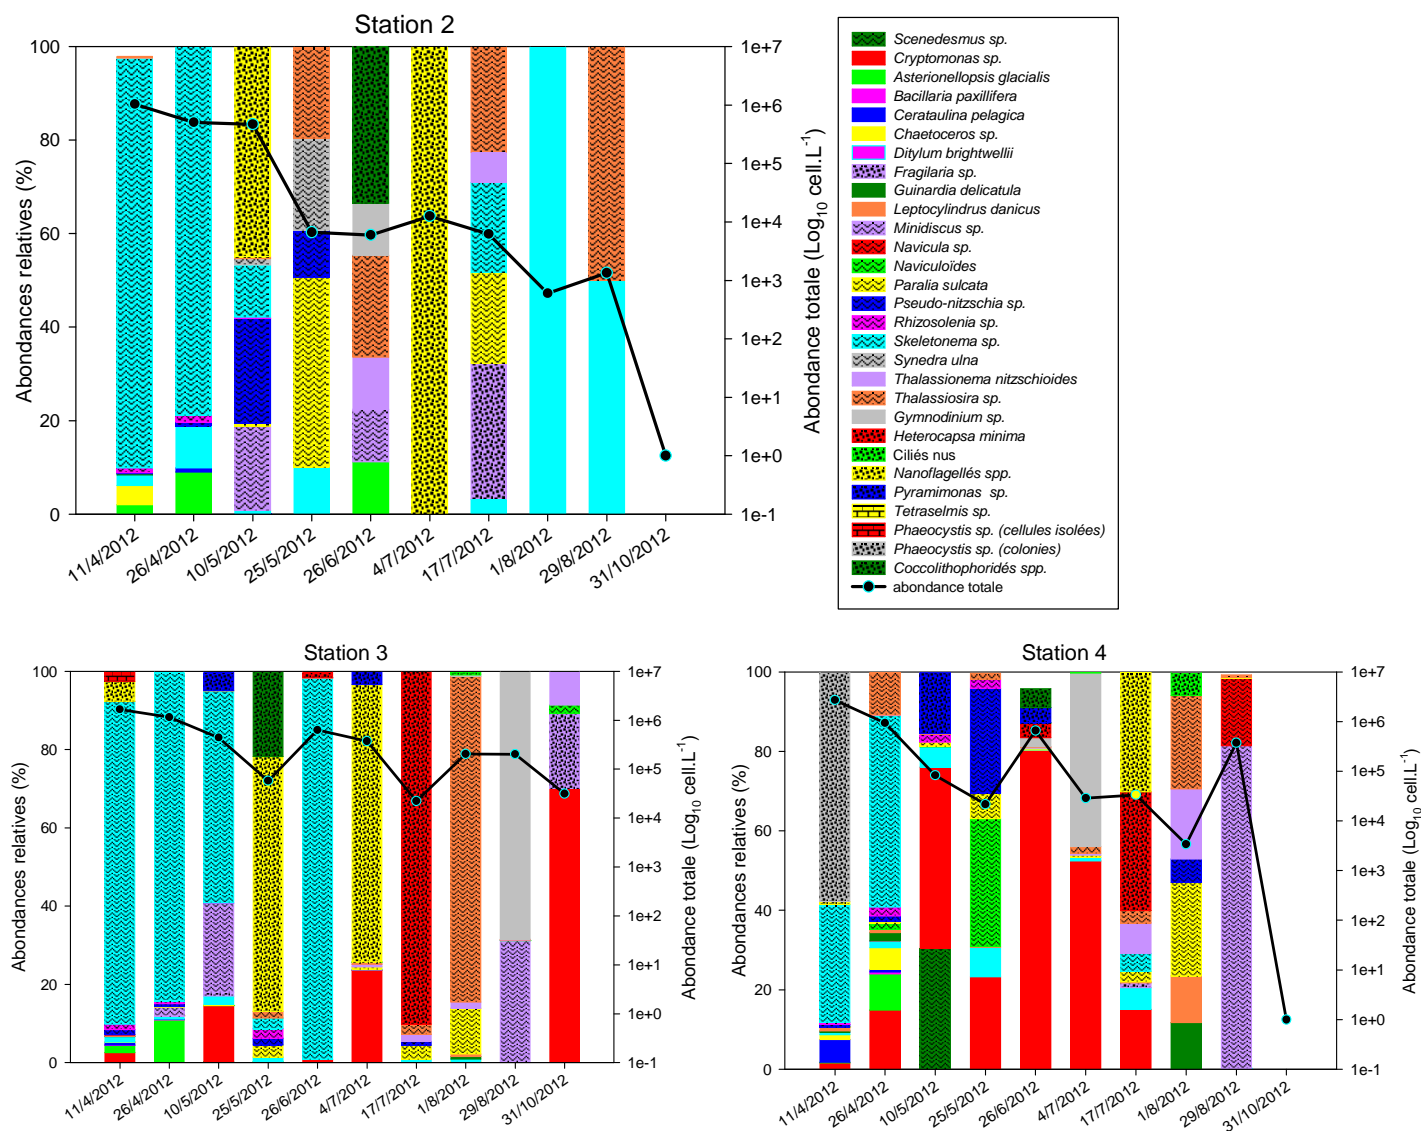 Station 2
Abondances relatives (%)
100
80
60
40
20
0
1e+7
1e+6
1e+5
1e+4
1e+3
1e+2
1e+1
1e+0
1e-1
Abondance totale (Log10 cell.L-1)
11/4/2012
26/4/2012
10/5/2012
25/5/2012
26/6/2012
4/7/2012
17/7/2012
1/8/2012
29/8/2012
31/10/2012
Scenedesmus sp.
Cryptomonas sp.
Asterionellopsis glacialis
Bacillaria paxillifera
Cerataulina pelagica
Chaetoceros sp.
Ditylum brightwellii
Fragilaria sp.
Guinardia delicatula
Leptocylindrus danicus
Minidiscus sp.
Navicula sp.
Naviculoïdes
Paralia sulcata
Pseudo-nitzschia sp.
Rhizosolenia sp.
Skeletonema sp.
Synedra ulna
Thalassionema nitzschioides
Thalassiosira sp.
Gymnodinium sp.
Heterocapsa minima
Ciliés nus
Nanoflagellés spp.
Pyramimonas sp.
Tetraselmis sp.
Phaeocystis sp. (cellules isolées)
Phaeocystis sp. (colonies)
Coccolithophoridés spp.
abondance totale
Station 3
Abondances relatives (%)
100
80
60
40
20
0
1e+7
1e+6
1e+5
1e+4
1e+3
1e+2
1e+1
1e+0
1e-1
Abondance totale (Log10 cell.L-1)
11/4/2012
26/4/2012
10/5/2012
25/5/2012
26/6/2012
4/7/2012
17/7/2012
1/8/2012
29/8/2012
31/10/2012
Station 4
Abondances relatives (%)
100
80
60
40
20
0
1e+7
1e+6
1e+5
1e+4
1e+3
1e+2
1e+1
1e+0
1e-1
Abondance totale (Log10 cell.L-1)
11/4/2012
26/4/2012
10/5/2012
25/5/2012
26/6/2012
4/7/2012
17/7/2012
1/8/2012
29/8/2012
31/10/2012